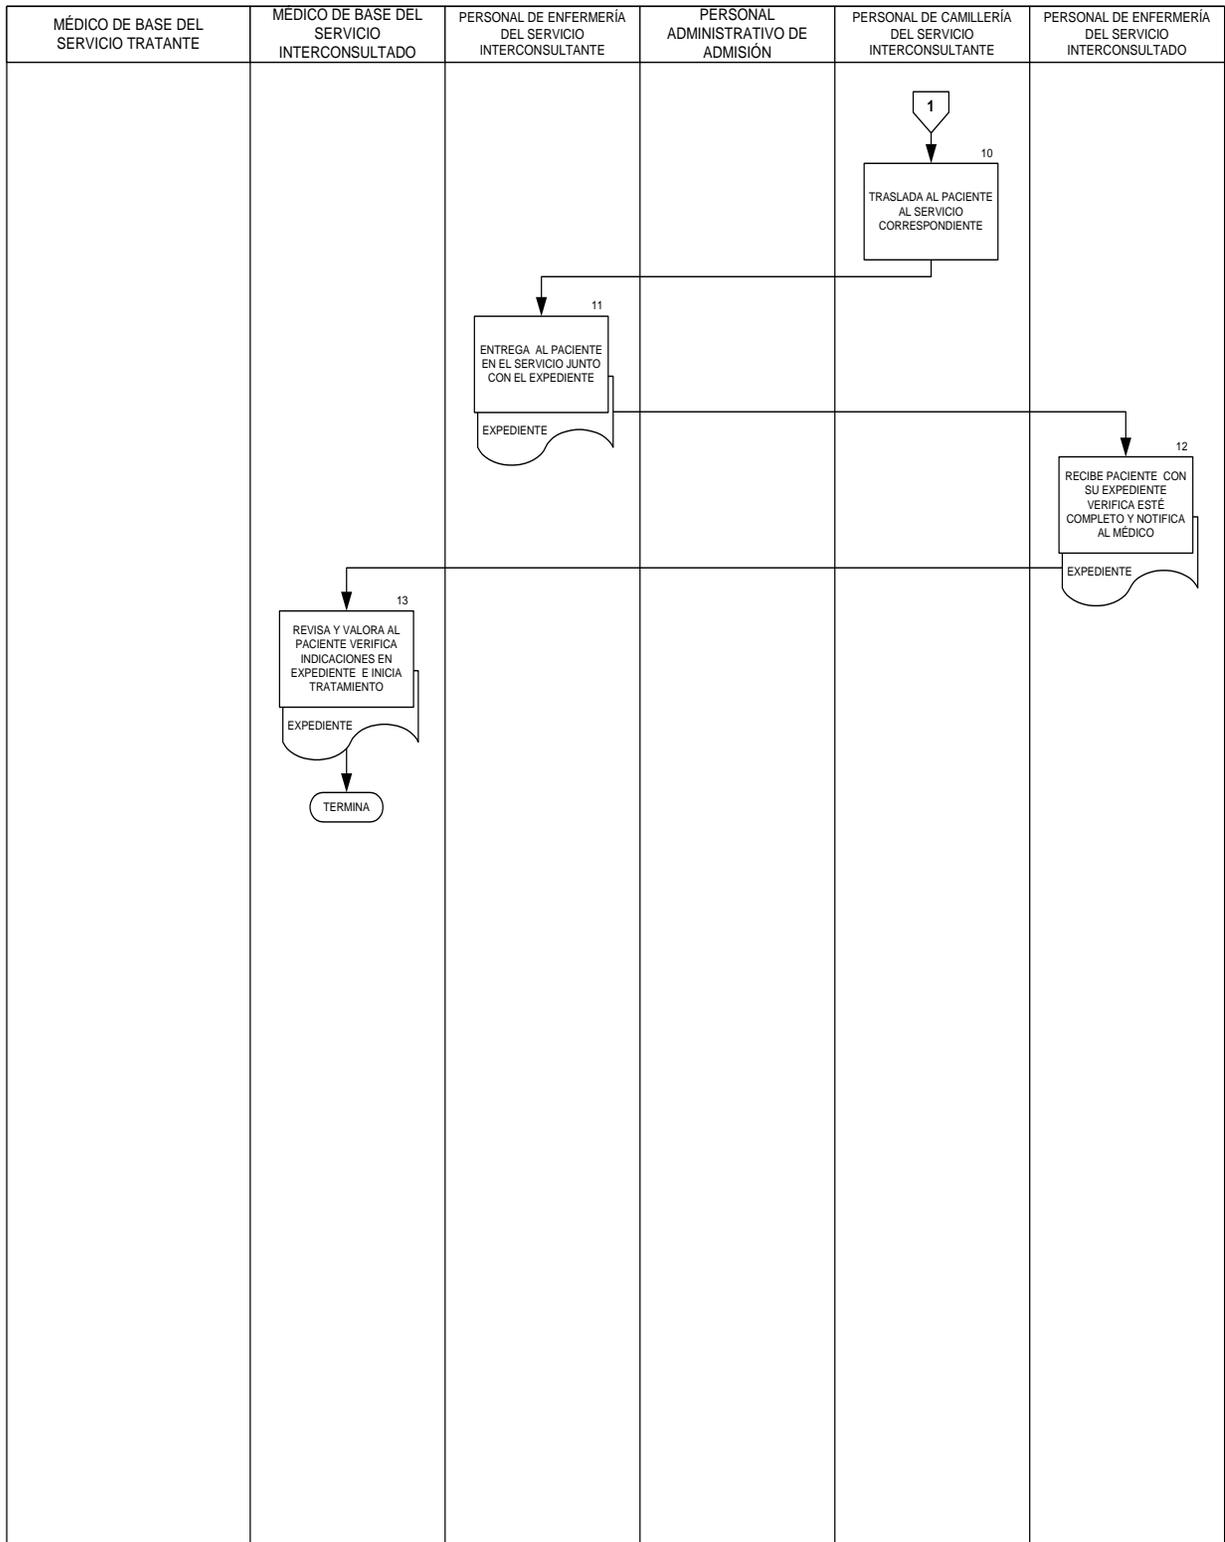 MÉDICO DE BASE DEL
SERVICIO TRATANTE
MÉDICO DE BASE DEL
SERVICIO
INTERCONSULTADO
PERSONAL DE ENFERMERÍA
DEL SERVICIO
INTERCONSULTANTE
PERSONAL
ADMINISTRATIVO DE
ADMISIÓN
PERSONAL DE CAMILLERÍA
DEL SERVICIO
INTERCONSULTANTE
PERSONAL DE ENFERMERÍA
DEL SERVICIO
INTERCONSULTADO
1
10
TRASLADA AL PACIENTE
AL SERVICIO
CORRESPONDIENTE
11
ENTREGA AL PACIENTE
EN EL SERVICIO JUNTO
CON EL EXPEDIENTE
EXPEDIENTE
12
RECIBE PACIENTE CON
SU EXPEDIENTE
VERIFICA ESTÉ
COMPLETO Y NOTIFICA
AL MÉDICO
EXPEDIENTE
13
REVISA Y VALORA AL
PACIENTE VERIFICA
INDICACIONES EN
EXPEDIENTE E INICIA
TRATAMIENTO
EXPEDIENTE
TERMINA